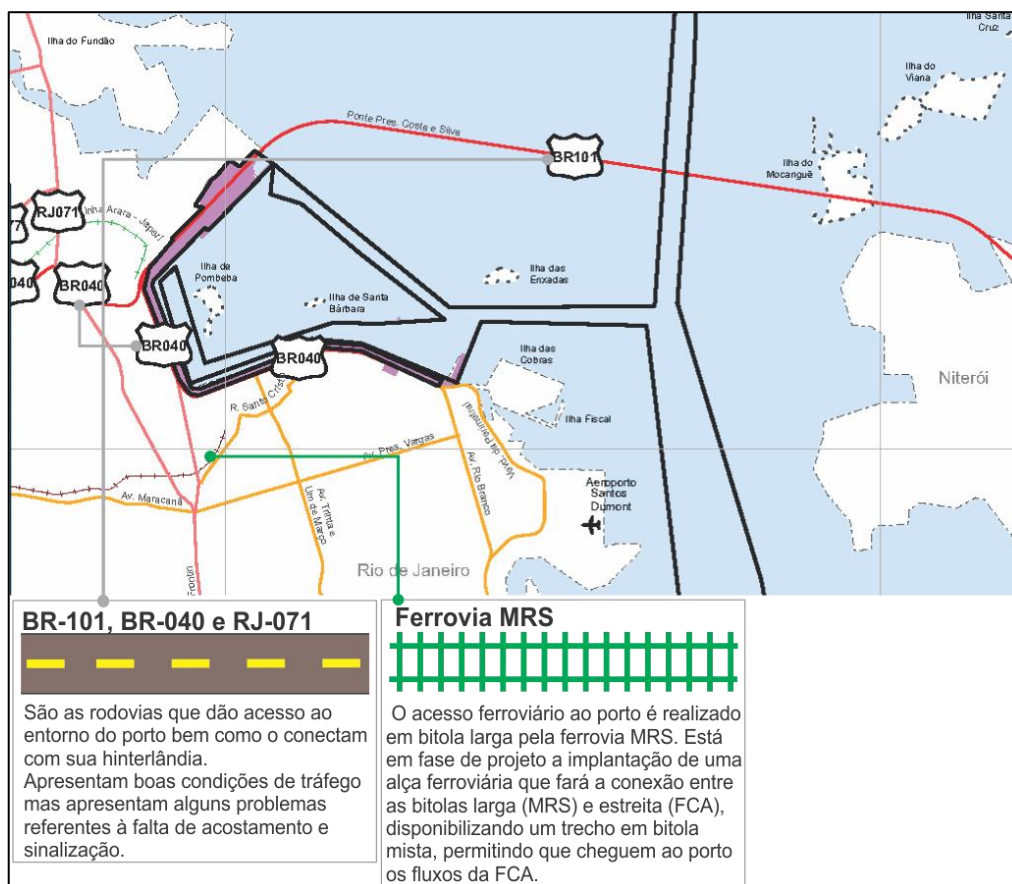 Ilha do Fundão
Ilha Santa
Cruz
Ilha do
Viana
Ponte Pres. Costa e Silva
BR101
Ilha do
Mocanguê
RJ071
inha Arara - Japeri
7
040
BR040
Ilha de
Pombeba
Ilha das
Enxadas
Ilha de Santa
Bárbara
BR040
BR040
Ilha das
Cobras
Niterói
R. Santo Cristo
Ilha Fiscal
Av. Pres. Vargas
Av. Rio Branco
Viad. da Perimetral
Av. Maracanã
Av. Trinta e
Um de Março
Aeroporto
Santos
Dumont
Frontin
Rio de Janeiro
BR-101, BR-040 e RJ-071
São as rodovias que dão acesso ao
entorno do porto bem como o conectam
com sua hinterlândia.
Apresentam boas condições de tráfego
mas apresentam alguns problemas
referentes à falta de acostamento e
sinalização.
Ferrovia MRS
O acesso ferroviário ao porto é realizado
em bitola larga pela ferrovia MRS. Está
em fase de projeto a implantação de uma
alça ferroviária que fará a conexão entre
as bitolas larga (MRS) e estreita (FCA),
disponibilizando um trecho em bitola
mista, permitindo que cheguem ao porto
os fluxos da FCA.